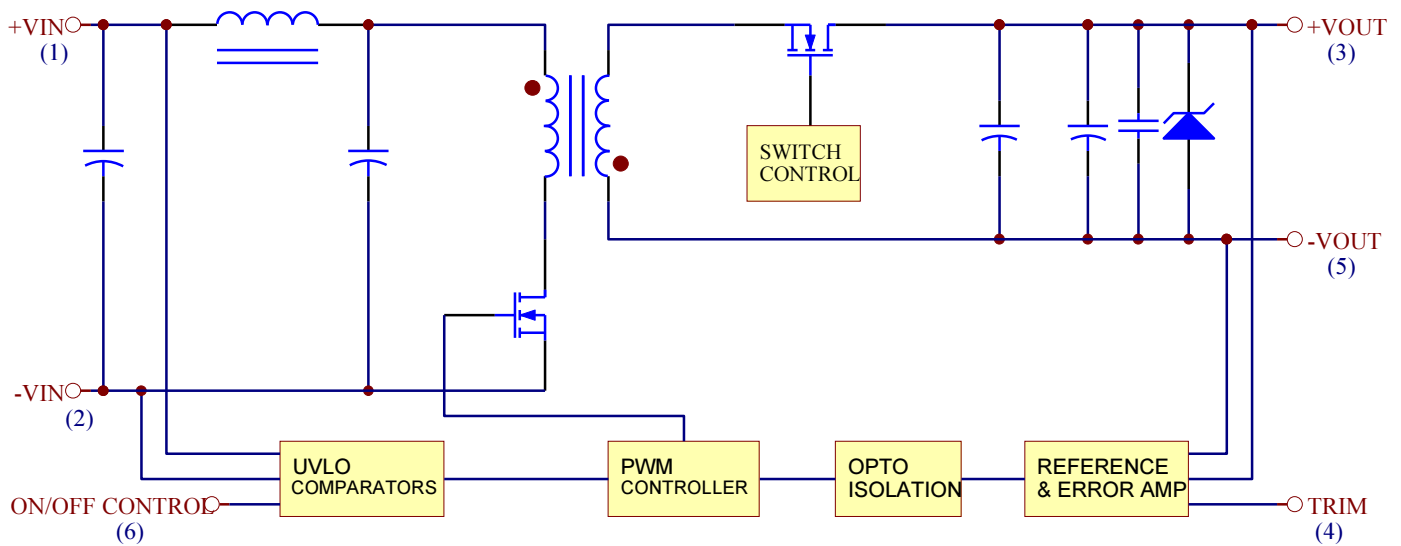 +VIN
(1)
+VOUT
(3)
SWITCH
CONTROL
-VOUT
(5)
-VIN
(2)
UVLO
COMPARATORS
PWM
CONTROLLER
OPTO
ISOLATION
REFERENCE
& ERROR AMP
ON/OFF CONTROL
(6)
TRIM
(4)